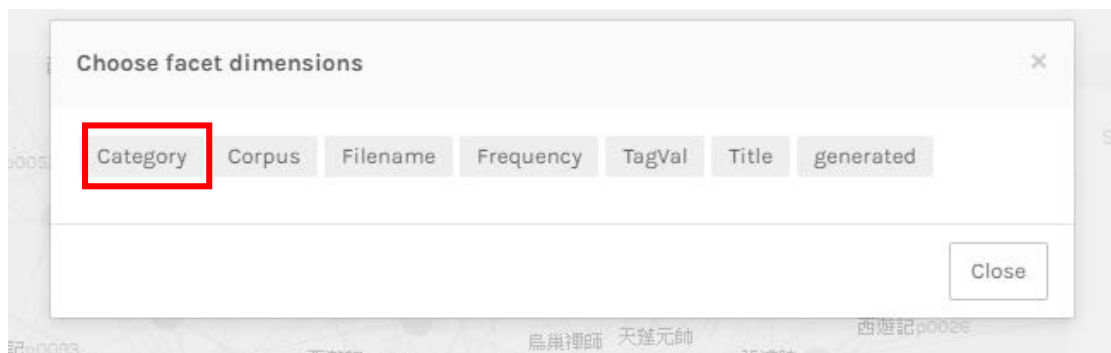 Choose facet dimensions ×
Category Corpus Filename Frequency TagVal Title generated
Close
西遊記p0026
烏巢禪師 天蓬元帥